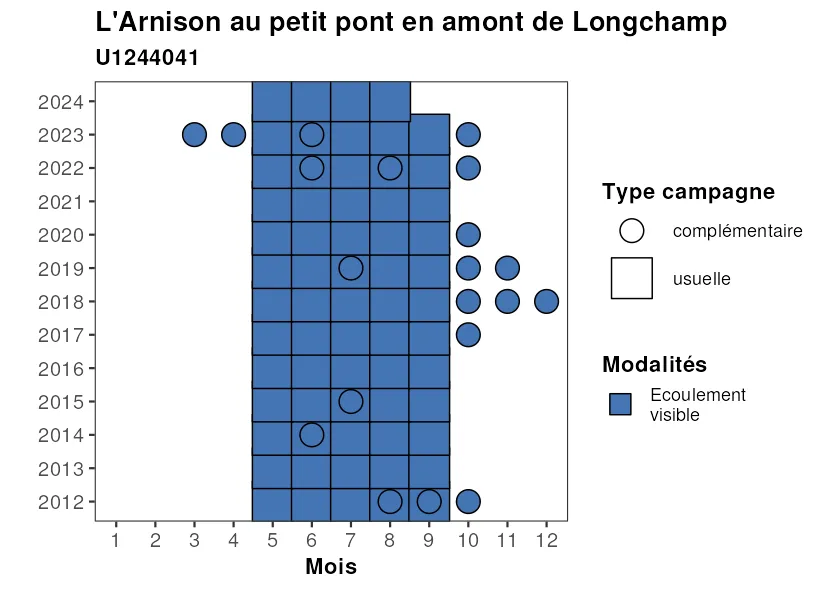 L'Arnison au petit pont en amont de Longchamp
U1244041
2024
2023
2022
2021
2020
2019
2018
2017
2016
2015
2014
2013
2012
1 2 3 4 5 6 7 8 9 10 11 12
Mois
Type campagne
complémentaire
usuelle
Modalités
Ecoulement
visible